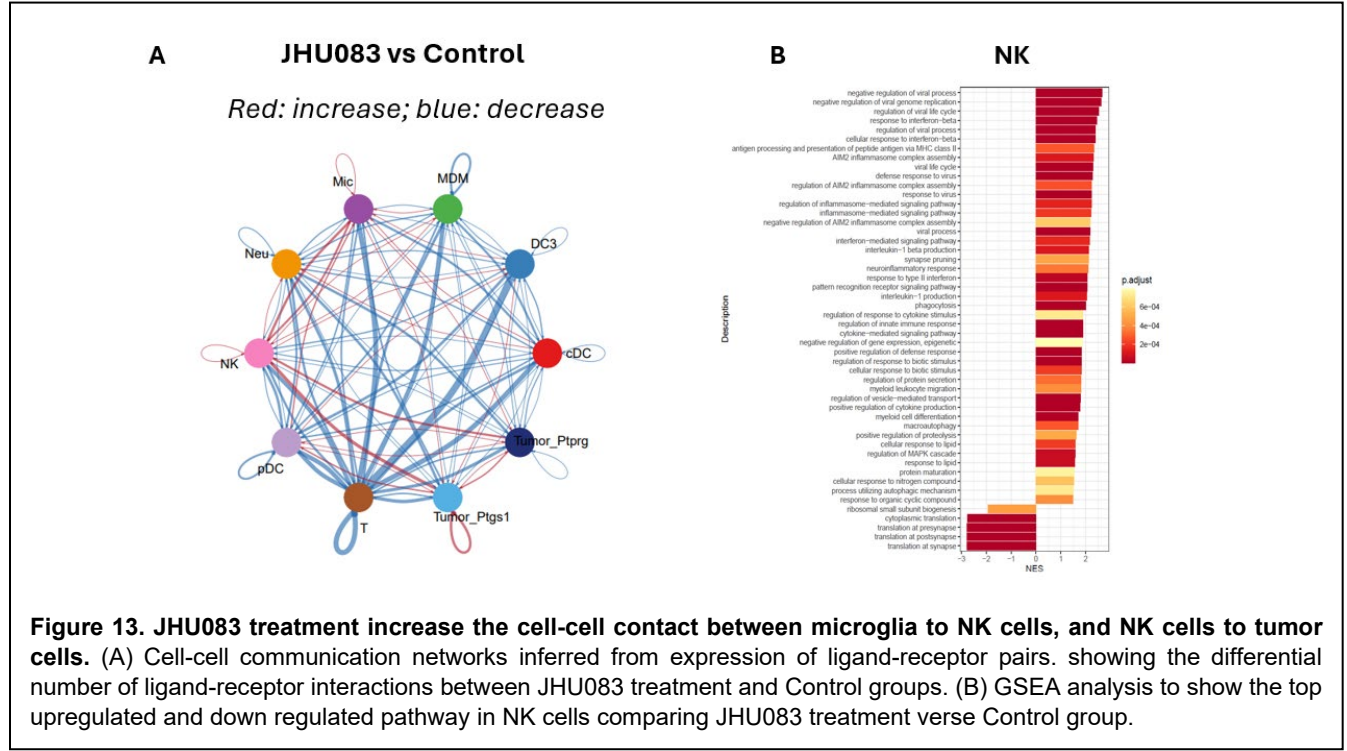 A
JHU083 vs Control
Red: increase; blue: decrease
Mic
MDM
Neu
DC3
NK
cDC
pDC
Tumor_Ptprg
T
Tumor_Ptgs1
B
NK
negative regulation of viral process
negative regulation of viral genome replication
regulation of viral life cycle
response to interferon−beta
regulation of viral process
cellular response to interferon−beta
antigen processing and presentation of peptide antigen via MHC class II
AIM2 inflammasome complex assembly
viral life cycle
defense response to virus
regulation of AIM2 inflammasome complex assembly
response to virus
regulation of inflammasome−mediated signaling pathway
inflammasome−mediated signaling pathway
negative regulation of AIM2 inflammasome complex assembly
viral process
interferon−mediated signaling pathway
interleukin−1 beta production
synapse pruning
neuroinflammatory response
response to type II interferon
pattern recognition receptor signaling pathway
interleukin−1 production
phagocytosis
regulation of response to cytokine stimulus
regulation of innate immune response
cytokine−mediated signaling pathway
negative regulation of gene expression, epigenetic
positive regulation of defense response
regulation of response to biotic stimulus
cellular response to biotic stimulus
regulation of protein secretion
myeloid leukocyte migration
regulation of vesicle−mediated transport
positive regulation of cytokine production
myeloid cell differentiation
macroautophagy
positive regulation of proteolysis
cellular response to lipid
regulation of MAPK cascade
response to lipid
protein maturation
cellular response to nitrogen compound
process utilizing autophagic mechanism
response to organic cyclic compound
ribosomal small subunit biogenesis
cytoplasmic translation
translation at presynapse
translation at postsynapse
translation at synapse
Description
−3 −2 −1 0 1 2
NES
p.adjust
6e−04
4e−04
2e−04
Figure 13. JHU083 treatment increase the cell-cell contact between microglia to NK cells, and NK cells to tumor
cells. (A) Cell-cell communication networks inferred from expression of ligand-receptor pairs. showing the differential
number of ligand-receptor interactions between JHU083 treatment and Control groups. (B) GSEA analysis to show the top
upregulated and down regulated pathway in NK cells comparing JHU083 treatment verse Control group.